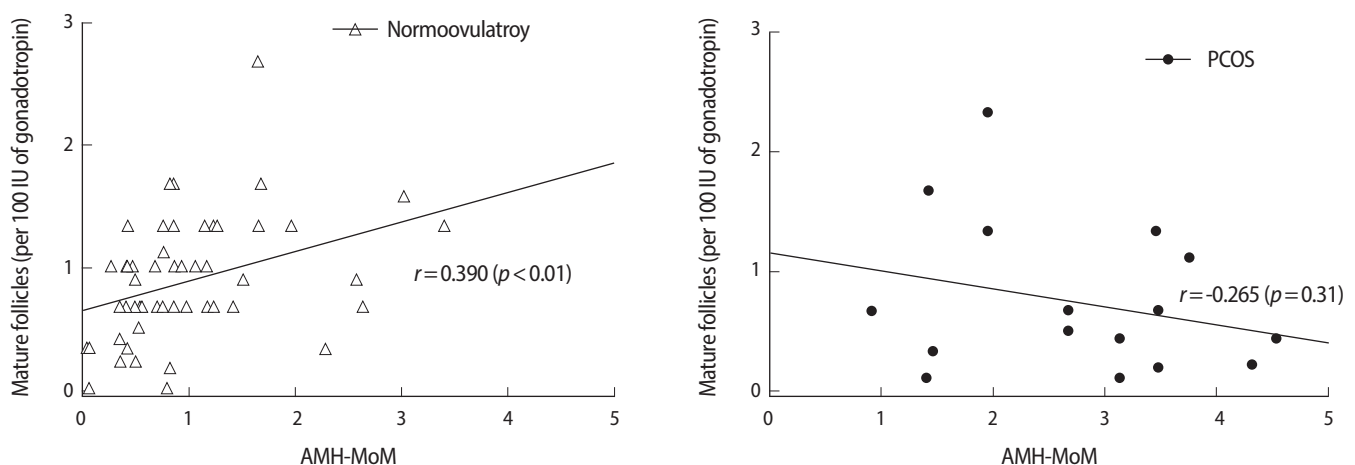 Mature follicles (per 100 IU of gonadotropin)
3
2
1
0
Normoovulatroy
r=0.390 (p<0.01)
0 1 2 3 4 5
AMH-MoM
Mature follicles (per 100 IU of gonadotropin)
3
2
1
0
PCOS
r=-0.265 (p=0.31)
0 1 2 3 4 5
AMH-MoM